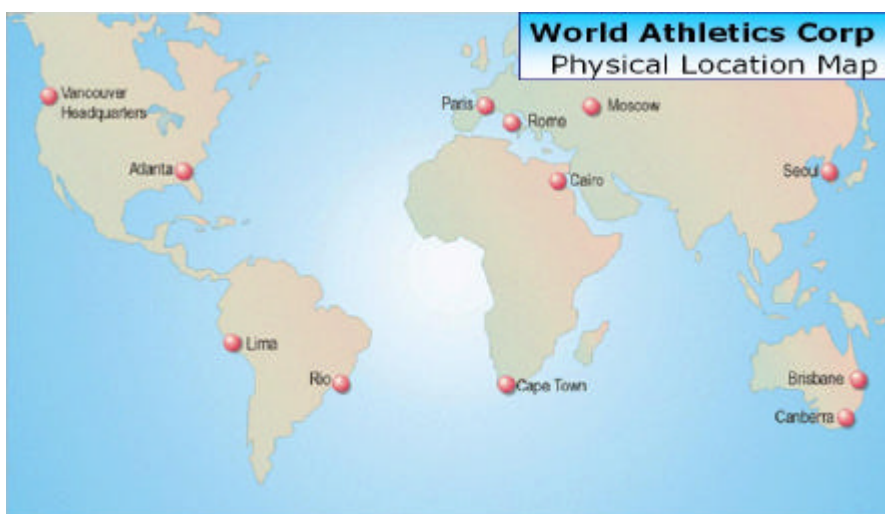 World Athletics Corp
Physical Location Map
Vancouver
Headquarters
Paris
Moscow
Rome
Atlanta
Seoul
Cairo
Lima
Rio
Cape Town
Brisbane
Canberra